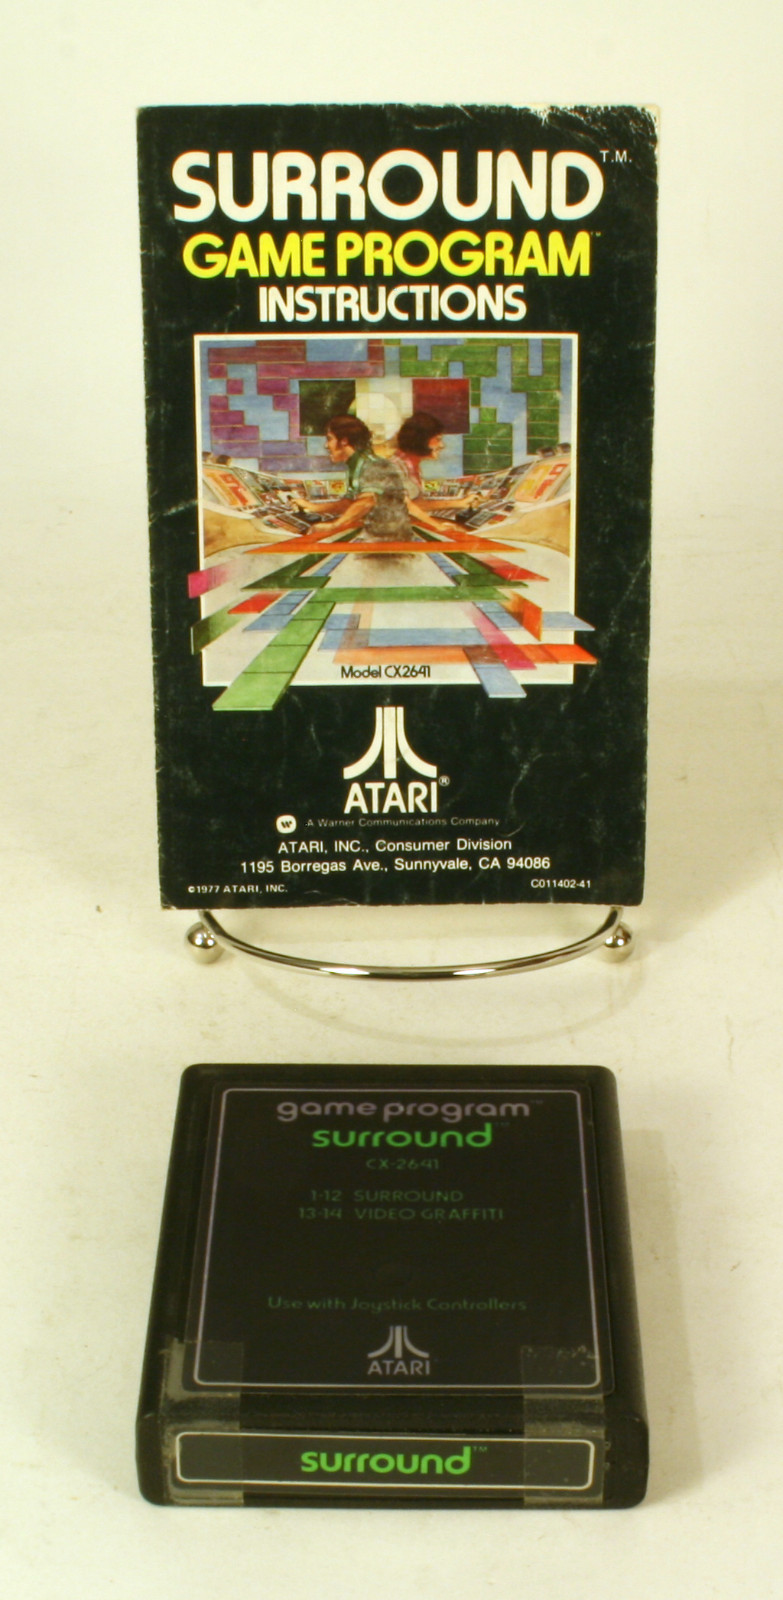 SURROUND T.M.
GAME PROGRAM™
INSTRUCTIONS
Model CX2641
ATARI®
W A Warner Communications Company
ATARI, INC., Consumer Division
1195 Borregas Ave., Sunnyvale, CA 94086
©1977 ATARI, INC.
C011402-41
game program™
surround™
CX-2641
1-12 SURROUND
13-14 VIDEO GRAFFITI
Use with Joystick Controllers
ATARI
surround™